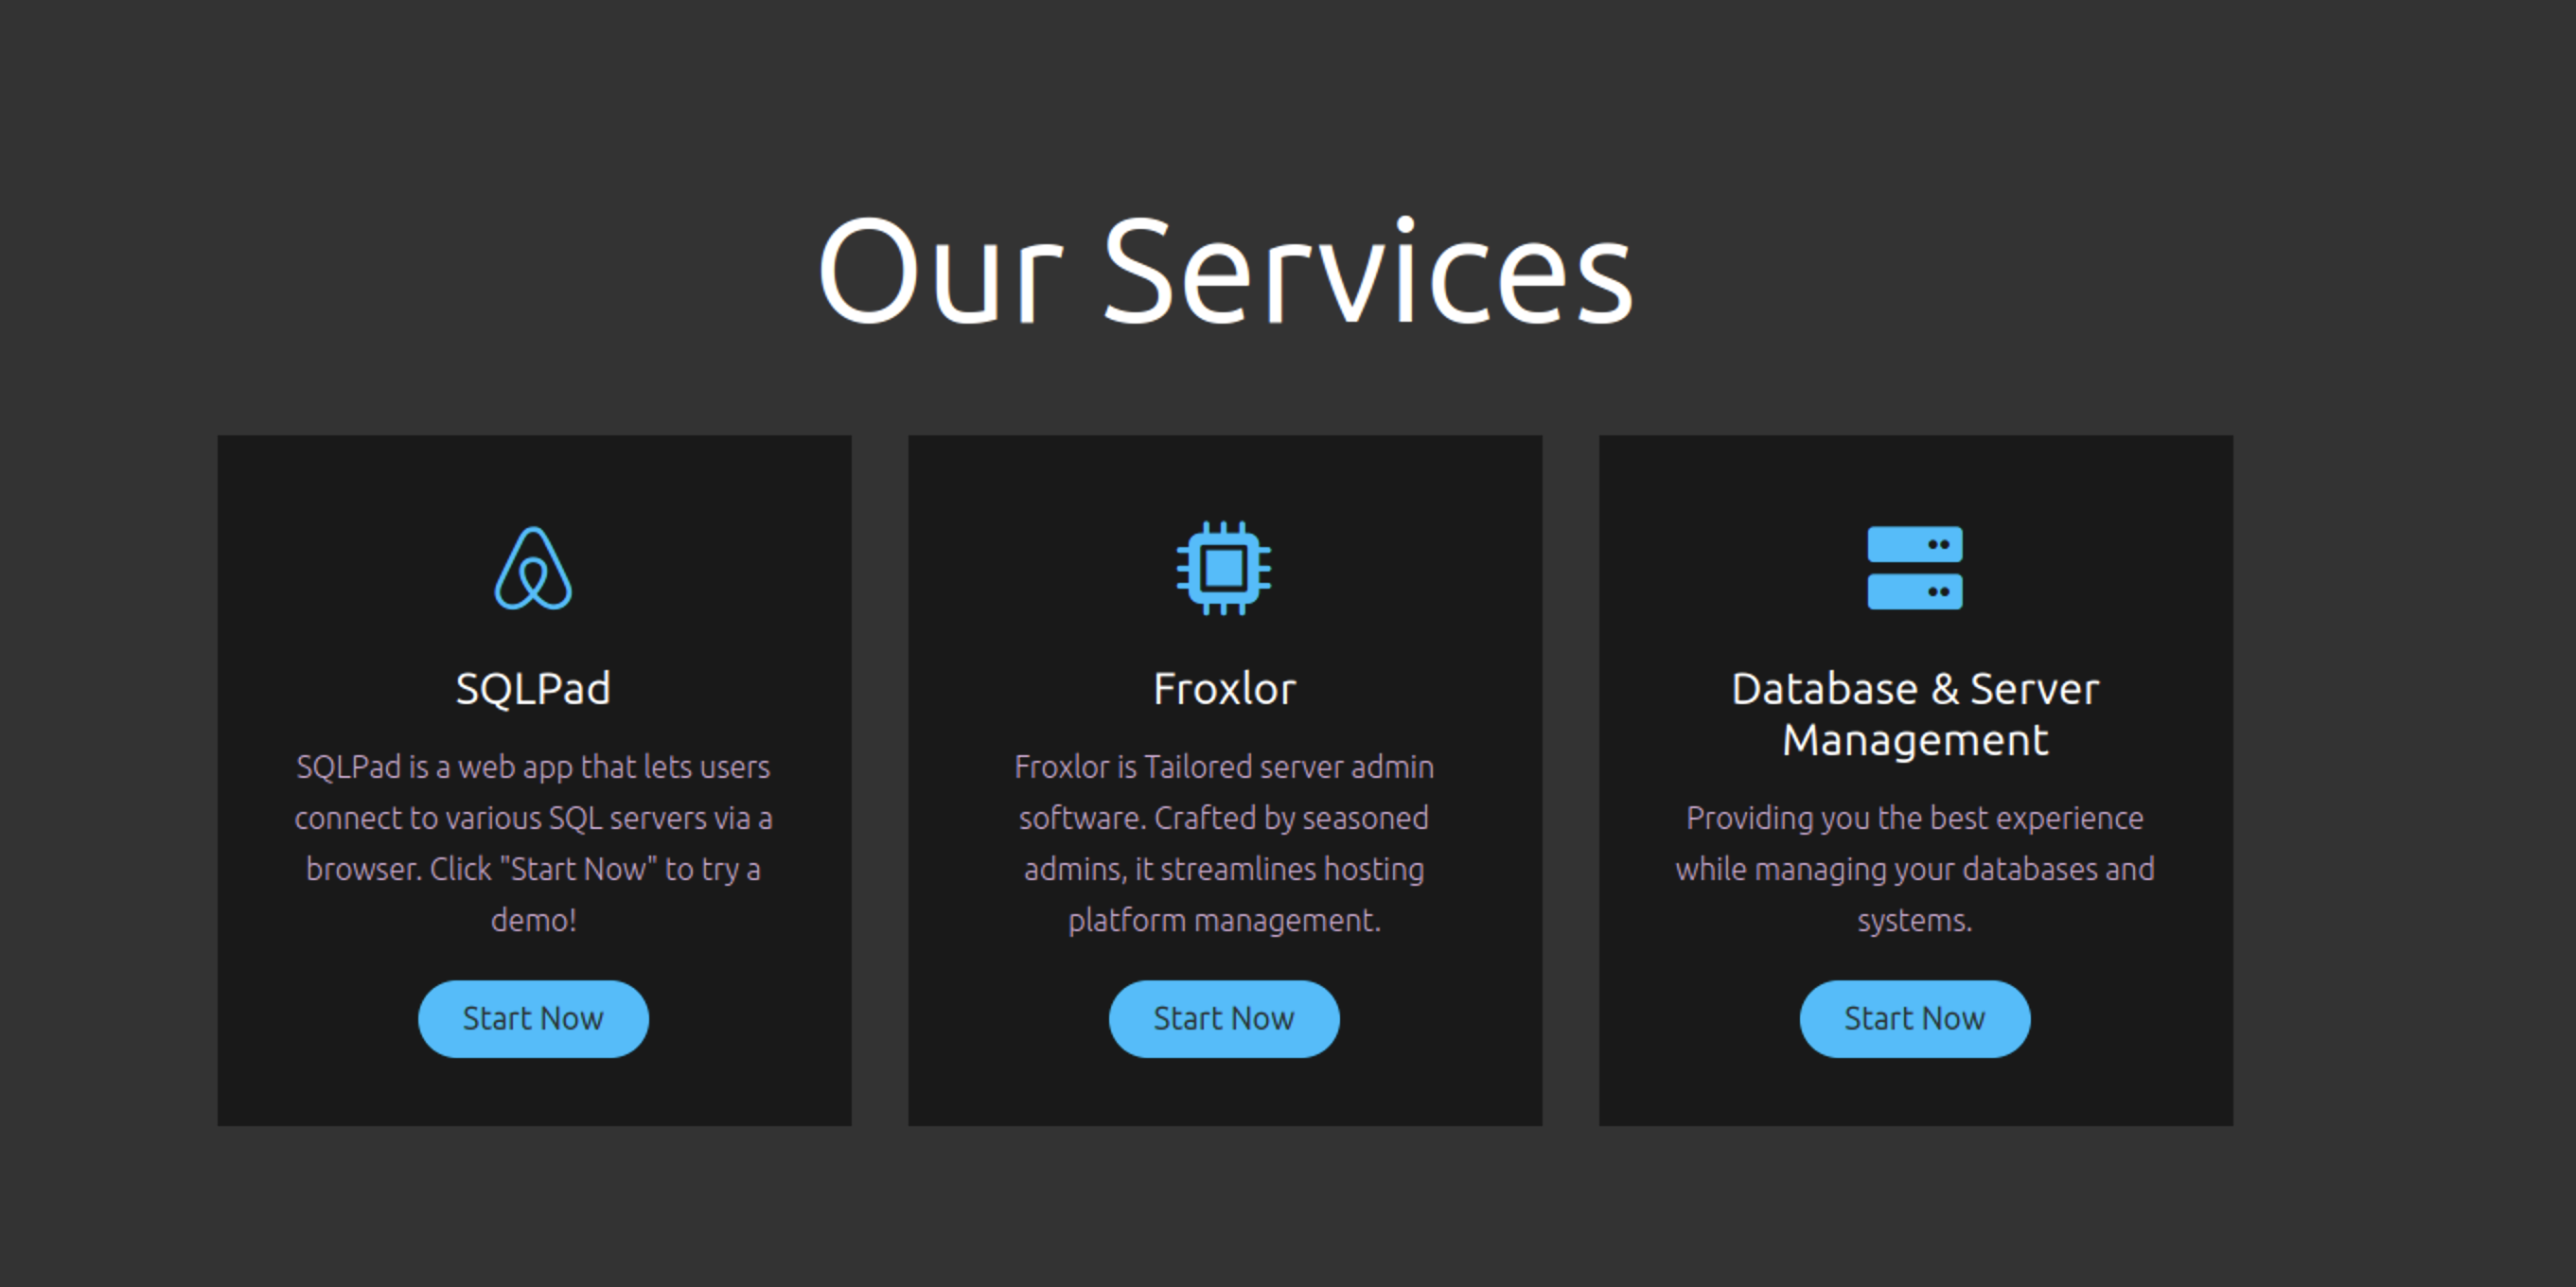 Our Services
SQLPad
SQLPad is a web app that lets users
connect to various SQL servers via a
browser. Click "Start Now" to try a
demo!
Start Now
Froxlor
Froxlor is Tailored server admin
software. Crafted by seasoned
admins, it streamlines hosting
platform management.
Start Now
Database & Server
Management
Providing you the best experience
while managing your databases and
systems.
Start Now